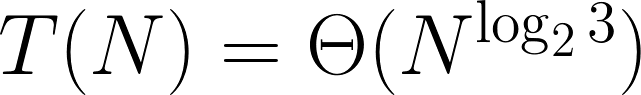 T(N) = Θ(N^{log_2 3})